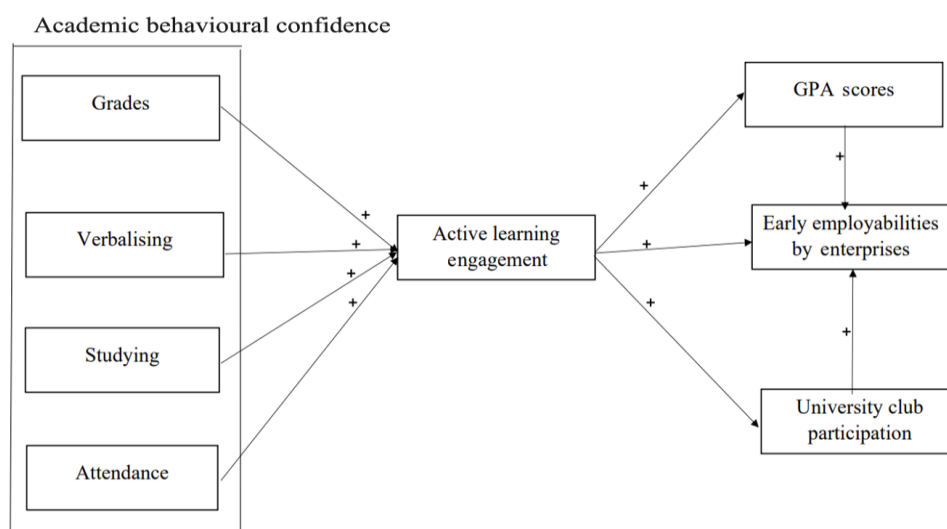 Academic behavioural confidence
Grades
GPA scores
+
+
+
Verbalising
+
+
Active learning
engagement
+
Early employabilities
by enterprises
+
+
+
+
Studying
University club
participation
Attendance